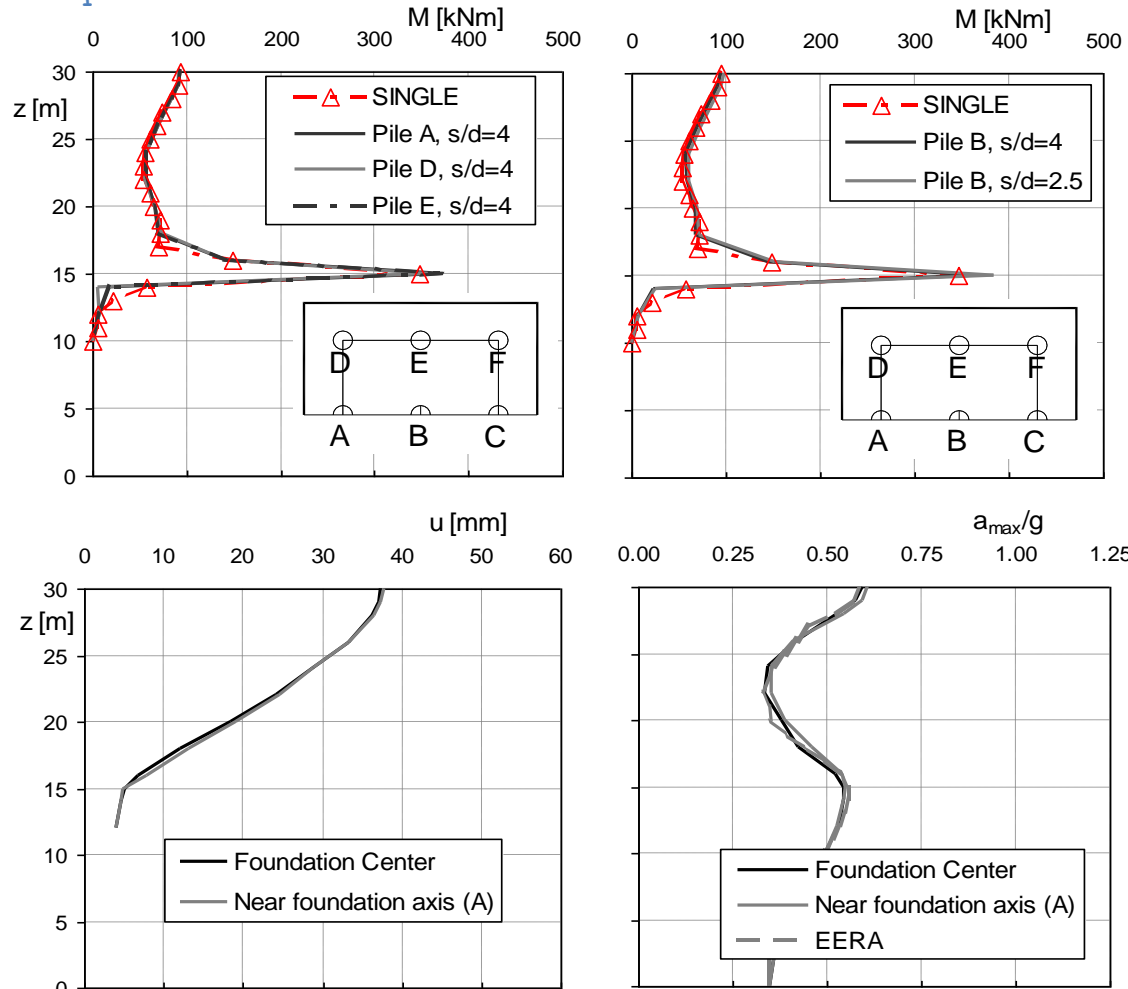 M [kNm]
0 100 200 300 400 500
30
z [m]
25
20
15
10
5
0
SINGLE
Pile A, s/d=4
Pile D, s/d=4
Pile E, s/d=4
D E F
A B C
M [kNm]
0 100 200 300 400 500
SINGLE
Pile B, s/d=4
Pile B, s/d=2.5
D E F
A B C
u [mm]
0 10 20 30 40 50 60
30
z [m]
25
20
15
10
5
0
Foundation Center
Near foundation axis (A)
a_max/g
0.00 0.25 0.50 0.75 1.00 1.25
Foundation Center
Near foundation axis (A)
EERA